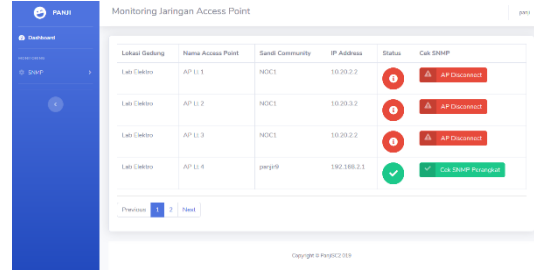 PANJI
Monitoring Jaringan Access Point
panji
Dashboard
SNMP
Lokasi Gedung Nama Access Point Sandi Community IP Address Status Cek SNMP
Lab Elektro AP Lt 1 NOC1 10.20.2.2 AP Disconnect
Lab Elektro AP Lt 2 NOC1 10.20.3.2 AP Disconnect
Lab Elektro AP Lt 3 NOC1 10.20.2.2 AP Disconnect
Lab Elektro AP Lt 4 panji9 192.188.2.1 Cek SNMP Perangkat
Previous 1 2 Next
Copyright ©